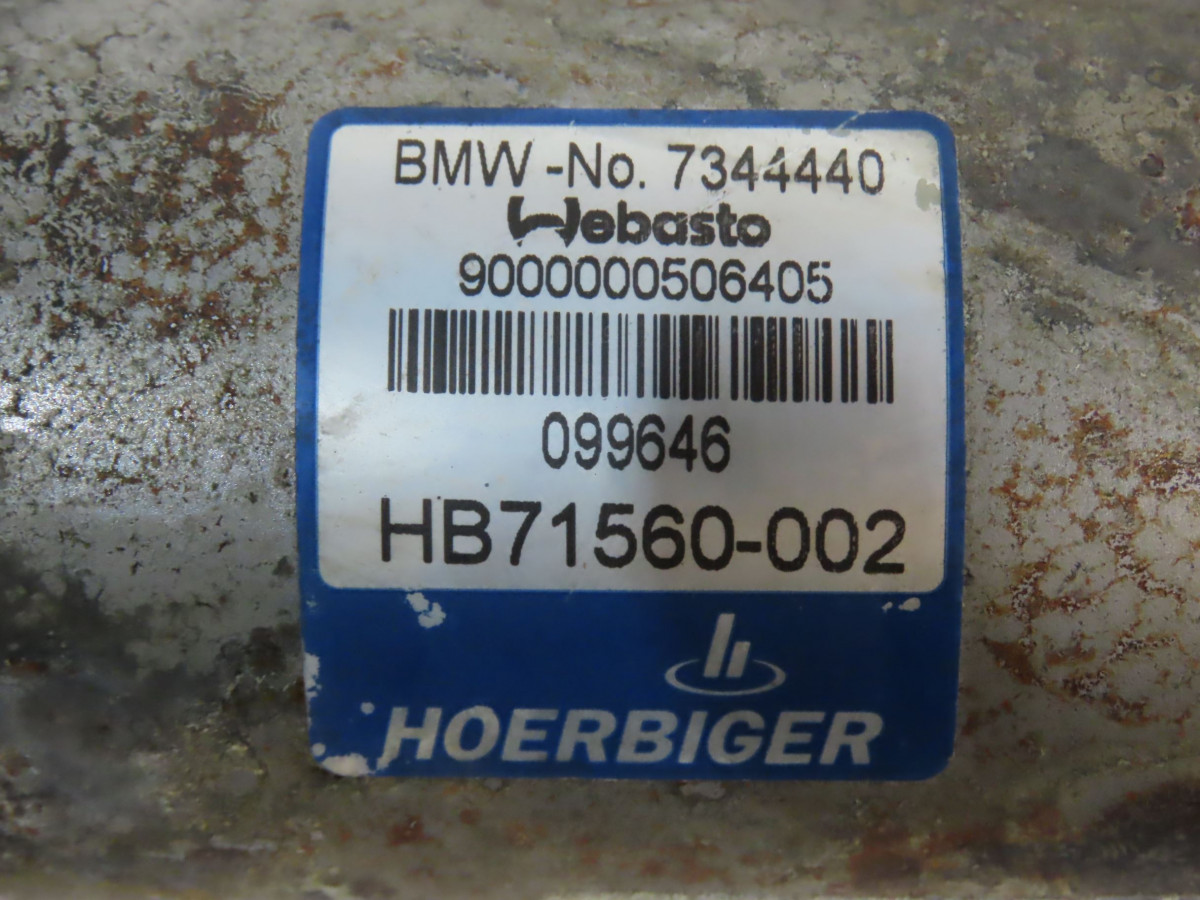 BMW -No. 7344440
Webasto
9000000506405
099646
HB71560-002
HOERBIGER